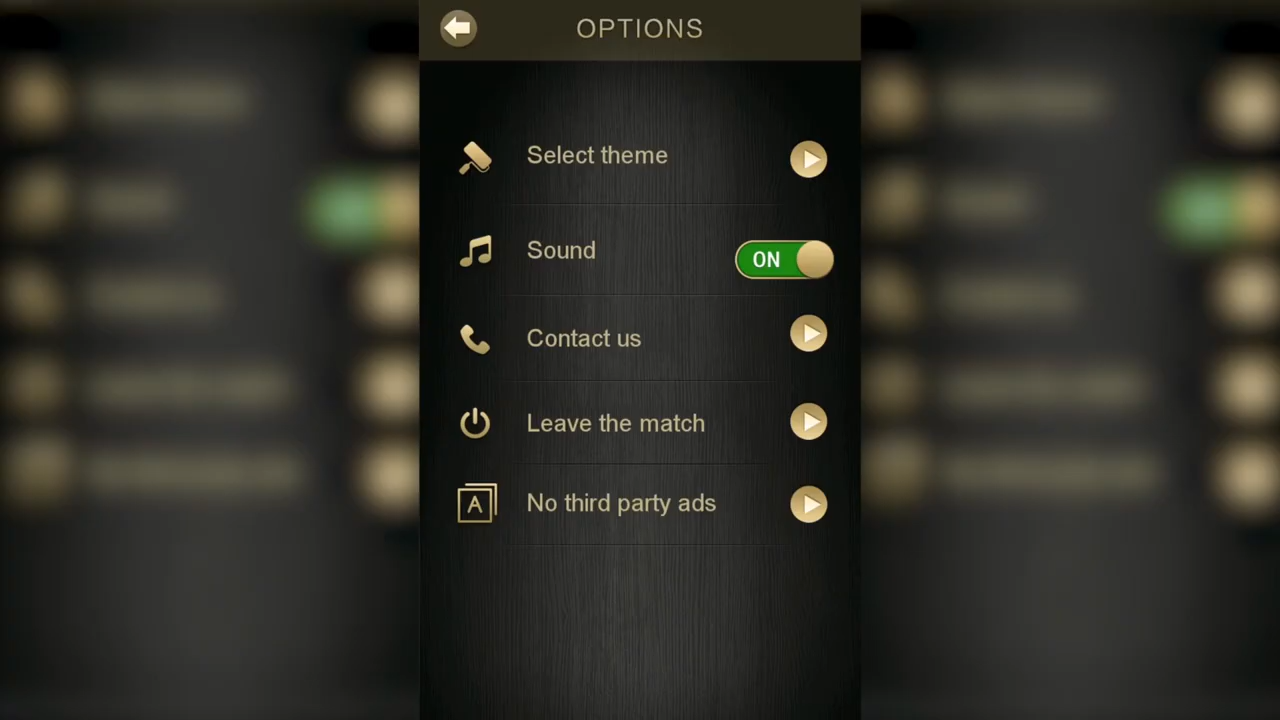 OPTIONS
Select theme
Sound
ON
Contact us
Leave the match
A
No third party ads